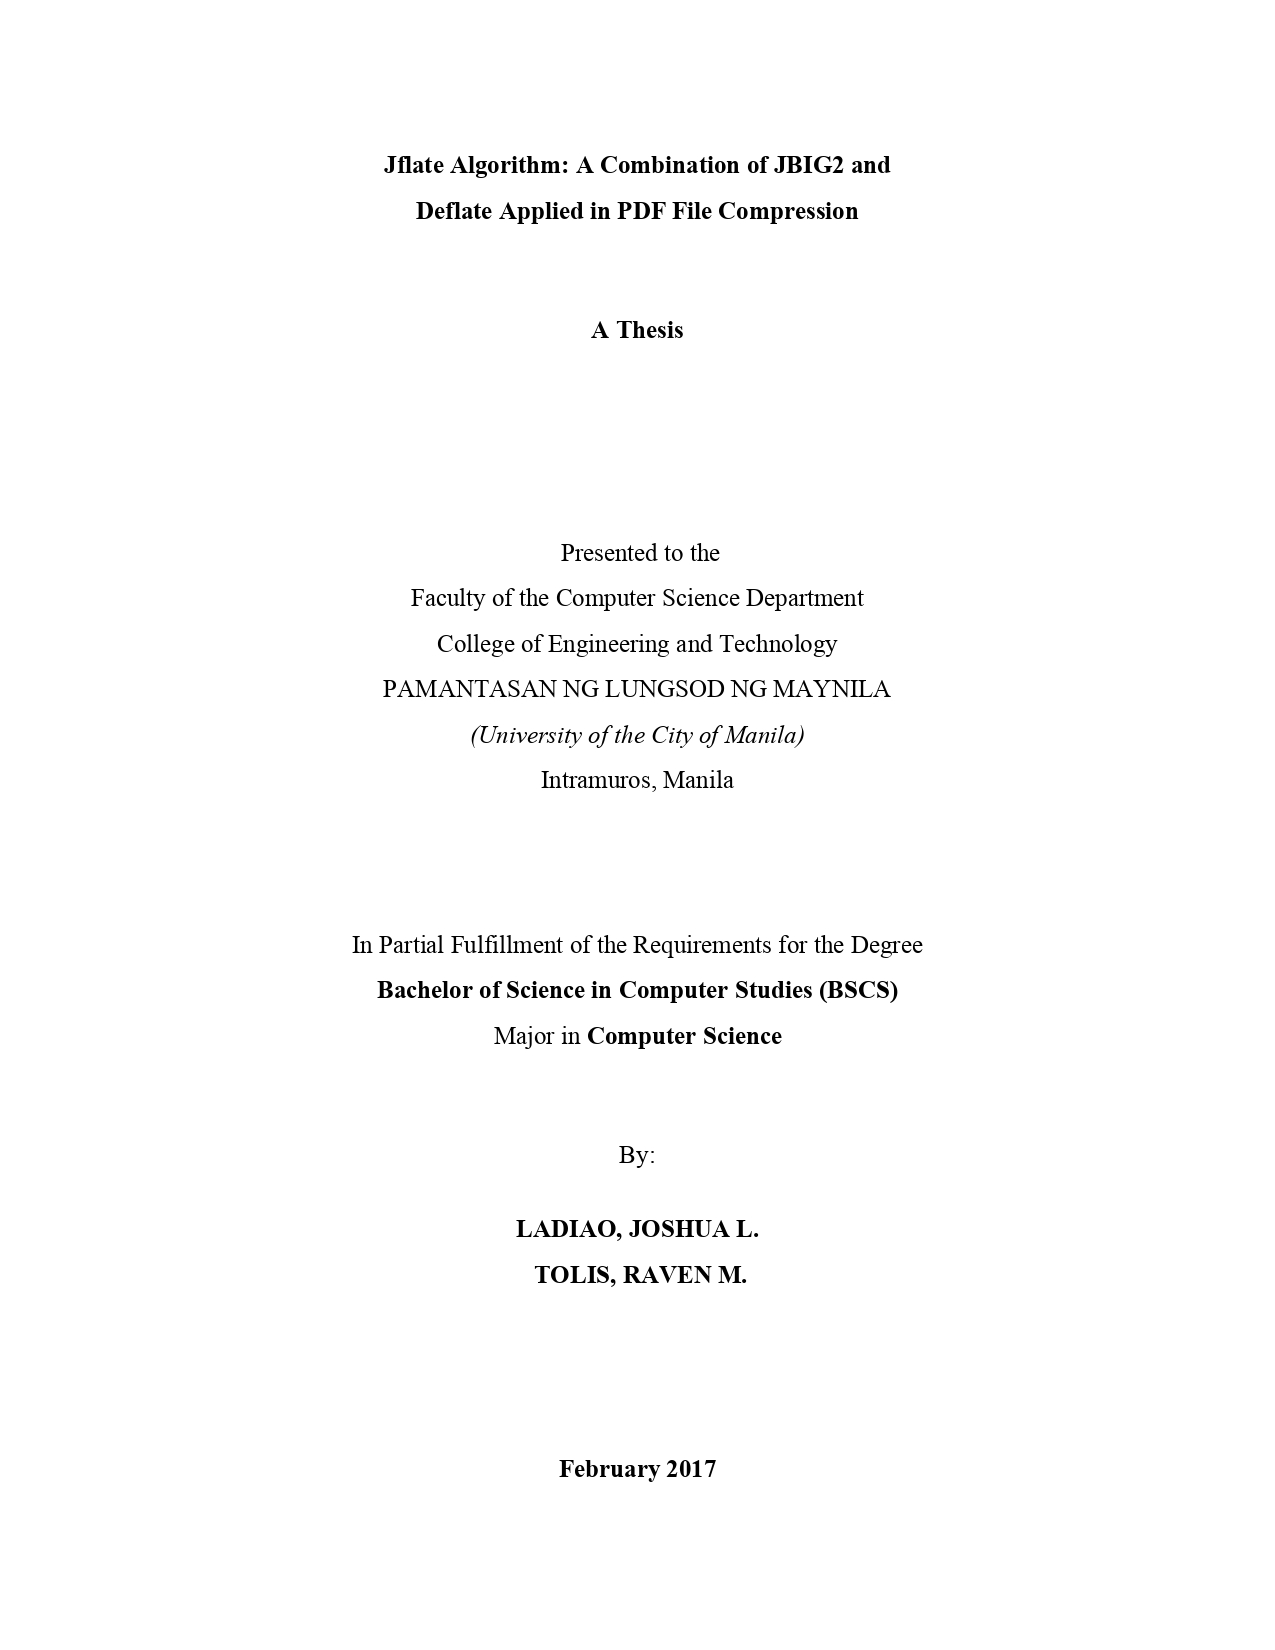 Jflate Algorithm: A Combination of JBIG2 and
Deflate Applied in PDF File Compression
A Thesis
Presented to the
Faculty of the Computer Science Department
College of Engineering and Technology
PAMANTASAN NG LUNGSOD NG MAYNILA
(University of the City of Manila)
Intramuros, Manila
In Partial Fulfillment of the Requirements for the Degree
Bachelor of Science in Computer Studies (BSCS)
Major in Computer Science
By:
LADIAO, JOSHUA L.
TOLIS, RAVEN M.
February 2017